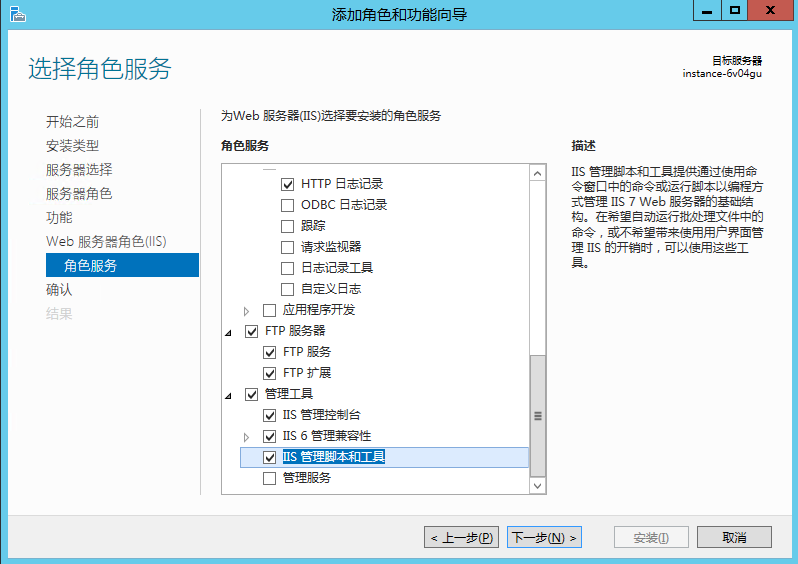 添加角色和功能向导
选择角色服务
目标服务器
instance-6v04gu
开始之前
安装类型
服务器选择
服务器角色
功能
Web 服务器角色(IIS)
角色服务
确认
结果
为Web 服务器(IIS)选择要安装的角色服务
角色服务
HTTP 日志记录
ODBC 日志记录
跟踪
请求监视器
日志记录工具
自定义日志
应用程序开发
FTP 服务器
FTP 服务
FTP 扩展
管理工具
IIS 管理控制台
IIS 6 管理兼容性
IIS 管理脚本和工具
管理服务
描述
IIS 管理脚本和工具提供通过使用命
令窗口中的命令或运行脚本以编程方
式管理 IIS 7 Web 服务器的基础结
构。在希望自动运行批处理文件中的
命令，或不希望带来使用用户界面管
理 IIS 的开销时，可以使用这些工
具。
< 上一步(P)
下一步(N) >
安装(I)
取消